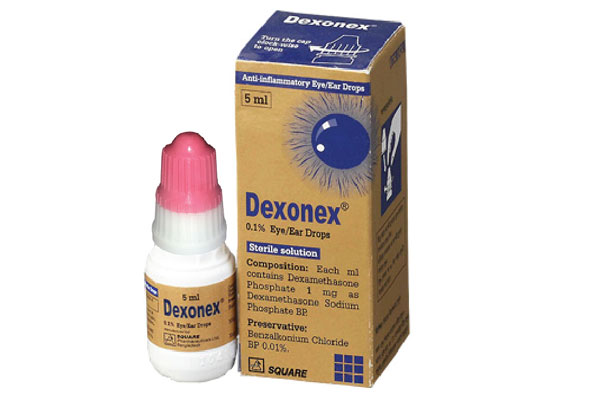 Dexonex®
Turn the cap
clock-wise
to open
Anti-inflammatory Eye/Ear Drops
5 ml
Dexonex®
0.1% Eye/Ear Drops
Sterile solution
Composition: Each ml
contains Dexamethasone
Phosphate 1 mg as
Dexamethasone Sodium
Phosphate BP.
Preservative:
Benzalkonium Chloride
BP 0.01%.
SQUARE
5 ml
Dexonex®
0.1% Eye/Ear Drops
SQUARE